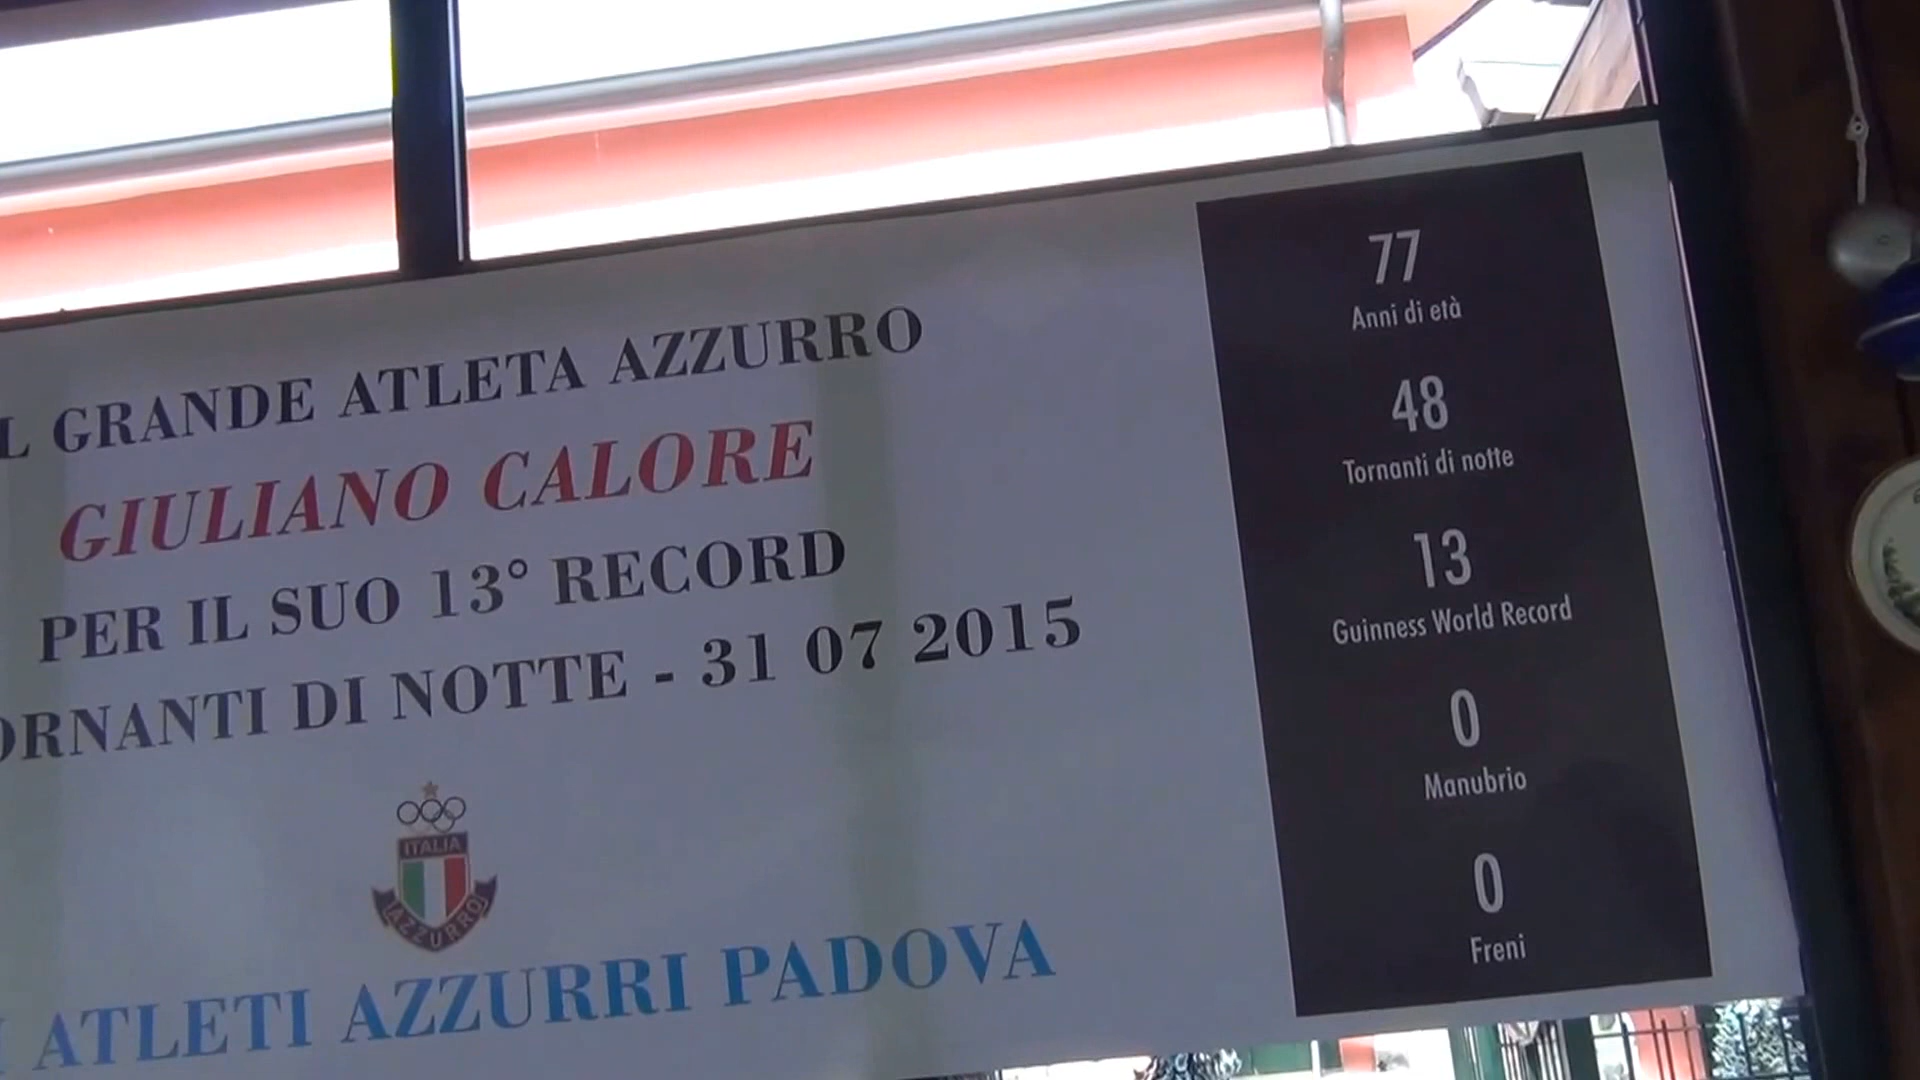 GRANDE ATLETA AZZURRO
GIULIANO CALORE
PER IL SUO 13° RECORD
ORNANTI DI NOTTE - 31 07 2015
ITALIA
AZZURRO
ATLETI AZZURRI PADOVA
77
Anni di età
48
Tornanti di notte
13
Guinness World Record
0
Manubrio
0
Freni